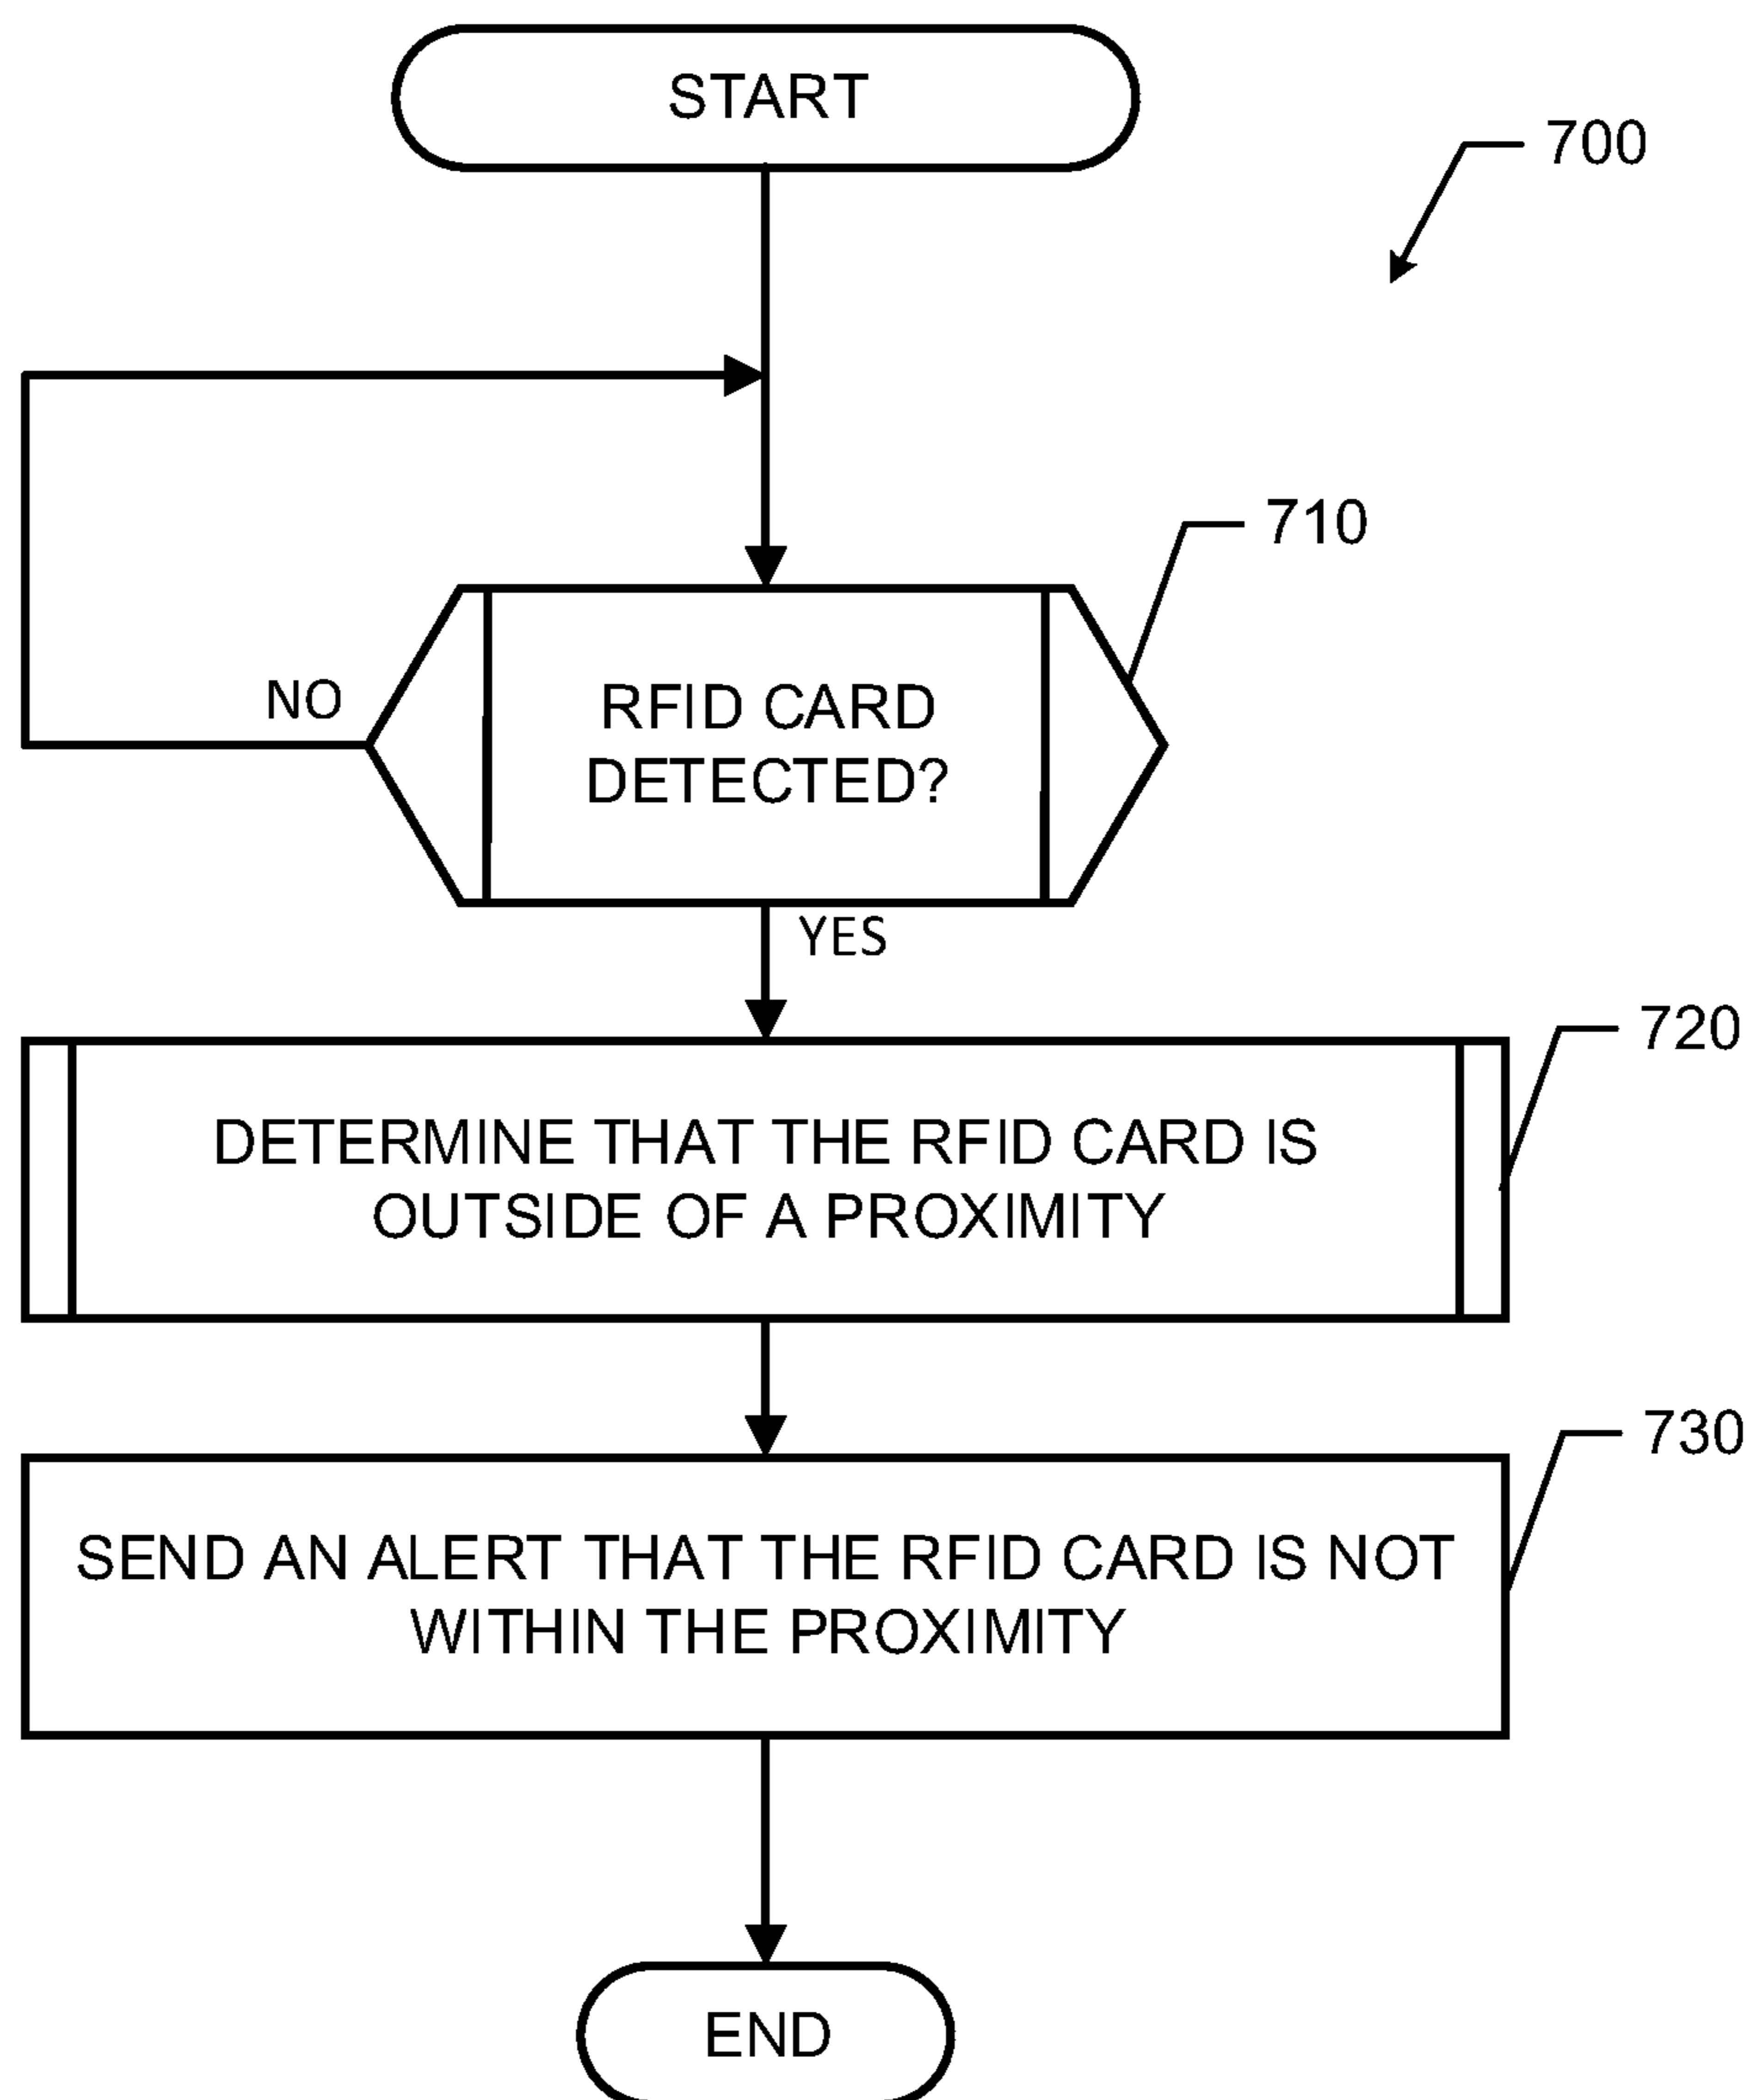 START
700
710
NO
RFID CARD
DETECTED?
YES
720
DETERMINE THAT THE RFID CARD IS
OUTSIDE OF A PROXIMITY
730
SEND AN ALERT THAT THE RFID CARD IS NOT
WITHIN THE PROXIMITY
END